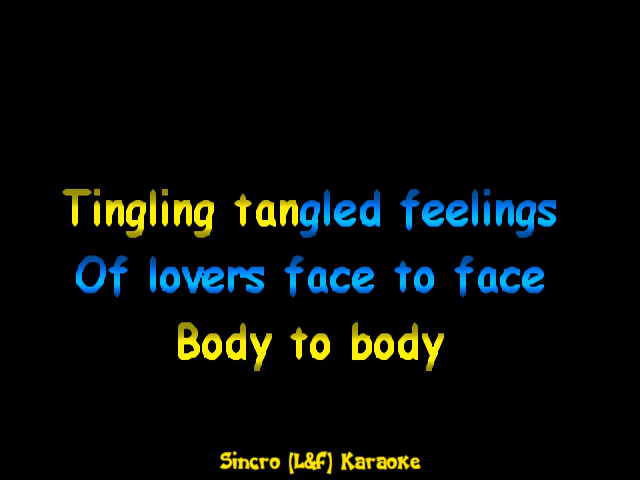 Tingling tangled feelings
Of lovers face to face
Body to body
Sincro (L&F) Karaoke